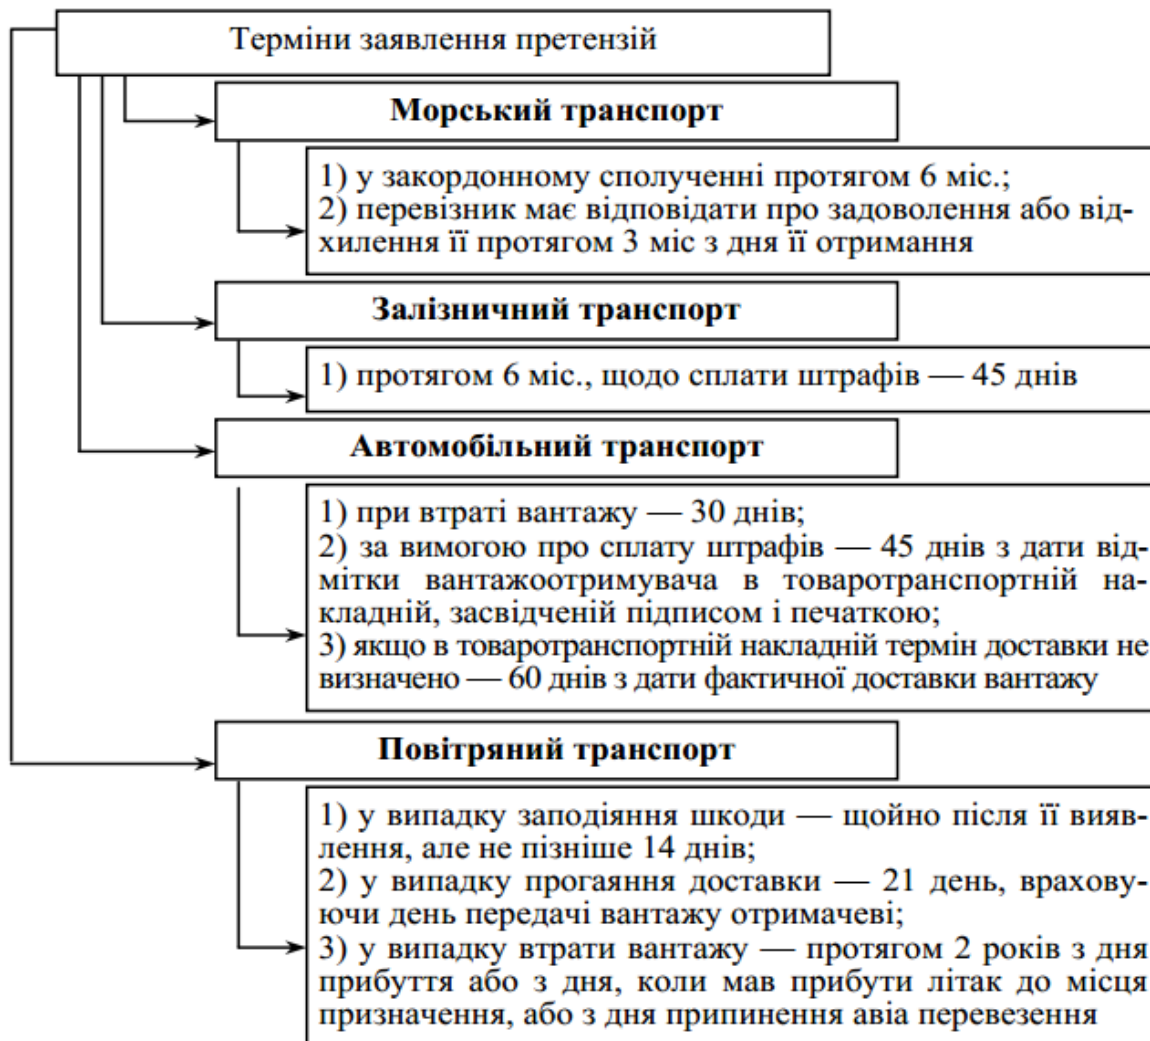 Терміни заявлення претензій
Морський транспорт
1) у закордонному сполученні протягом 6 міс.;
2) перевізник має відповідати про задоволення або від-
хилення її протягом 3 міс з дня її отримання
Залізничний транспорт
1) протягом 6 міс., щодо сплати штрафів — 45 днів
Автомобільний транспорт
1) при втраті вантажу — 30 днів;
2) за вимогою про сплату штрафів — 45 днів з дати від-
мітки вантажоотримувача в товаротранспортній на-
кладній, засвідченій підписом і печаткою;
3) якщо в товаротранспортній накладній термін доставки не
визначено — 60 днів з дати фактичної доставки вантажу
Повітряний транспорт
1) у випадку заподіяння шкоди — щойно після її вияв-
лення, але не пізніше 14 днів;
2) у випадку прогаяння доставки — 21 день, враховую-
ючи день передачі вантажу отримачеві;
3) у випадку втрати вантажу — протягом 2 років з дня
прибуття або з дня, коли мав прибути літак до місця
призначення, або з дня припинення авіа перевезення